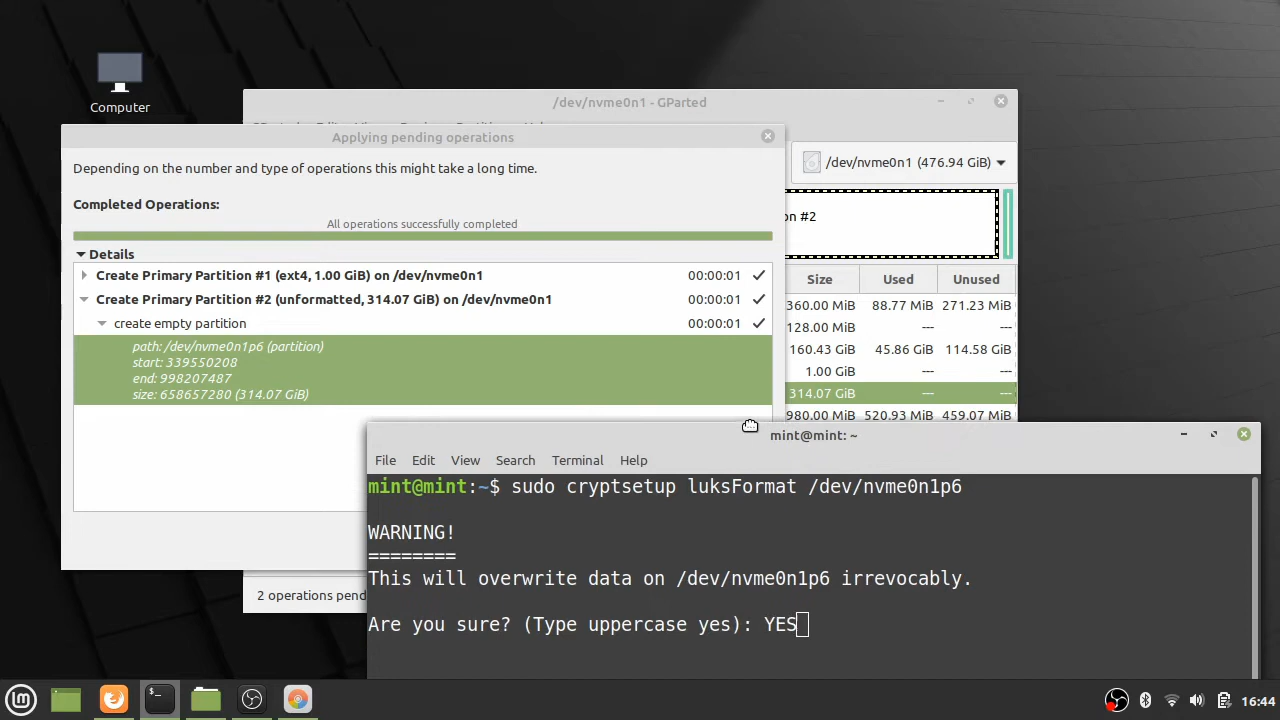 Computer
/dev/nvme0n1 - GParted
Applying pending operations
Depending on the number and type of operations this might take a long time.
/dev/nvme0n1 (476.94 GiB)
Completed Operations:
All operations successfully completed
on #2
Details
Create Primary Partition #1 (ext4, 1.00 GiB) on /dev/nvme0n1 00:00:01
Create Primary Partition #2 (unformatted, 314.07 GiB) on /dev/nvme0n1 00:00:01
create empty partition 00:00:01
path: /dev/nvme0n1p6 (partition)
start: 339550208
end: 998207487
size: 658657280 (314.07 GiB)
Size Used Unused
360.00 MiB 88.77 MiB 271.23 MiB
128.00 MiB --- ---
160.43 GiB 45.86 GiB 114.58 GiB
1.00 GiB --- ---
314.07 GiB --- ---
980.00 MiB 520.93 MiB 459.07 MiB
2 operations pend
mint@mint: ~
File Edit View Search Terminal Help
mint@mint:~$ sudo cryptsetup luksFormat /dev/nvme0n1p6
WARNING!
========
This will overwrite data on /dev/nvme0n1p6 irrevocably.
Are you sure? (Type uppercase yes): YES
16:44